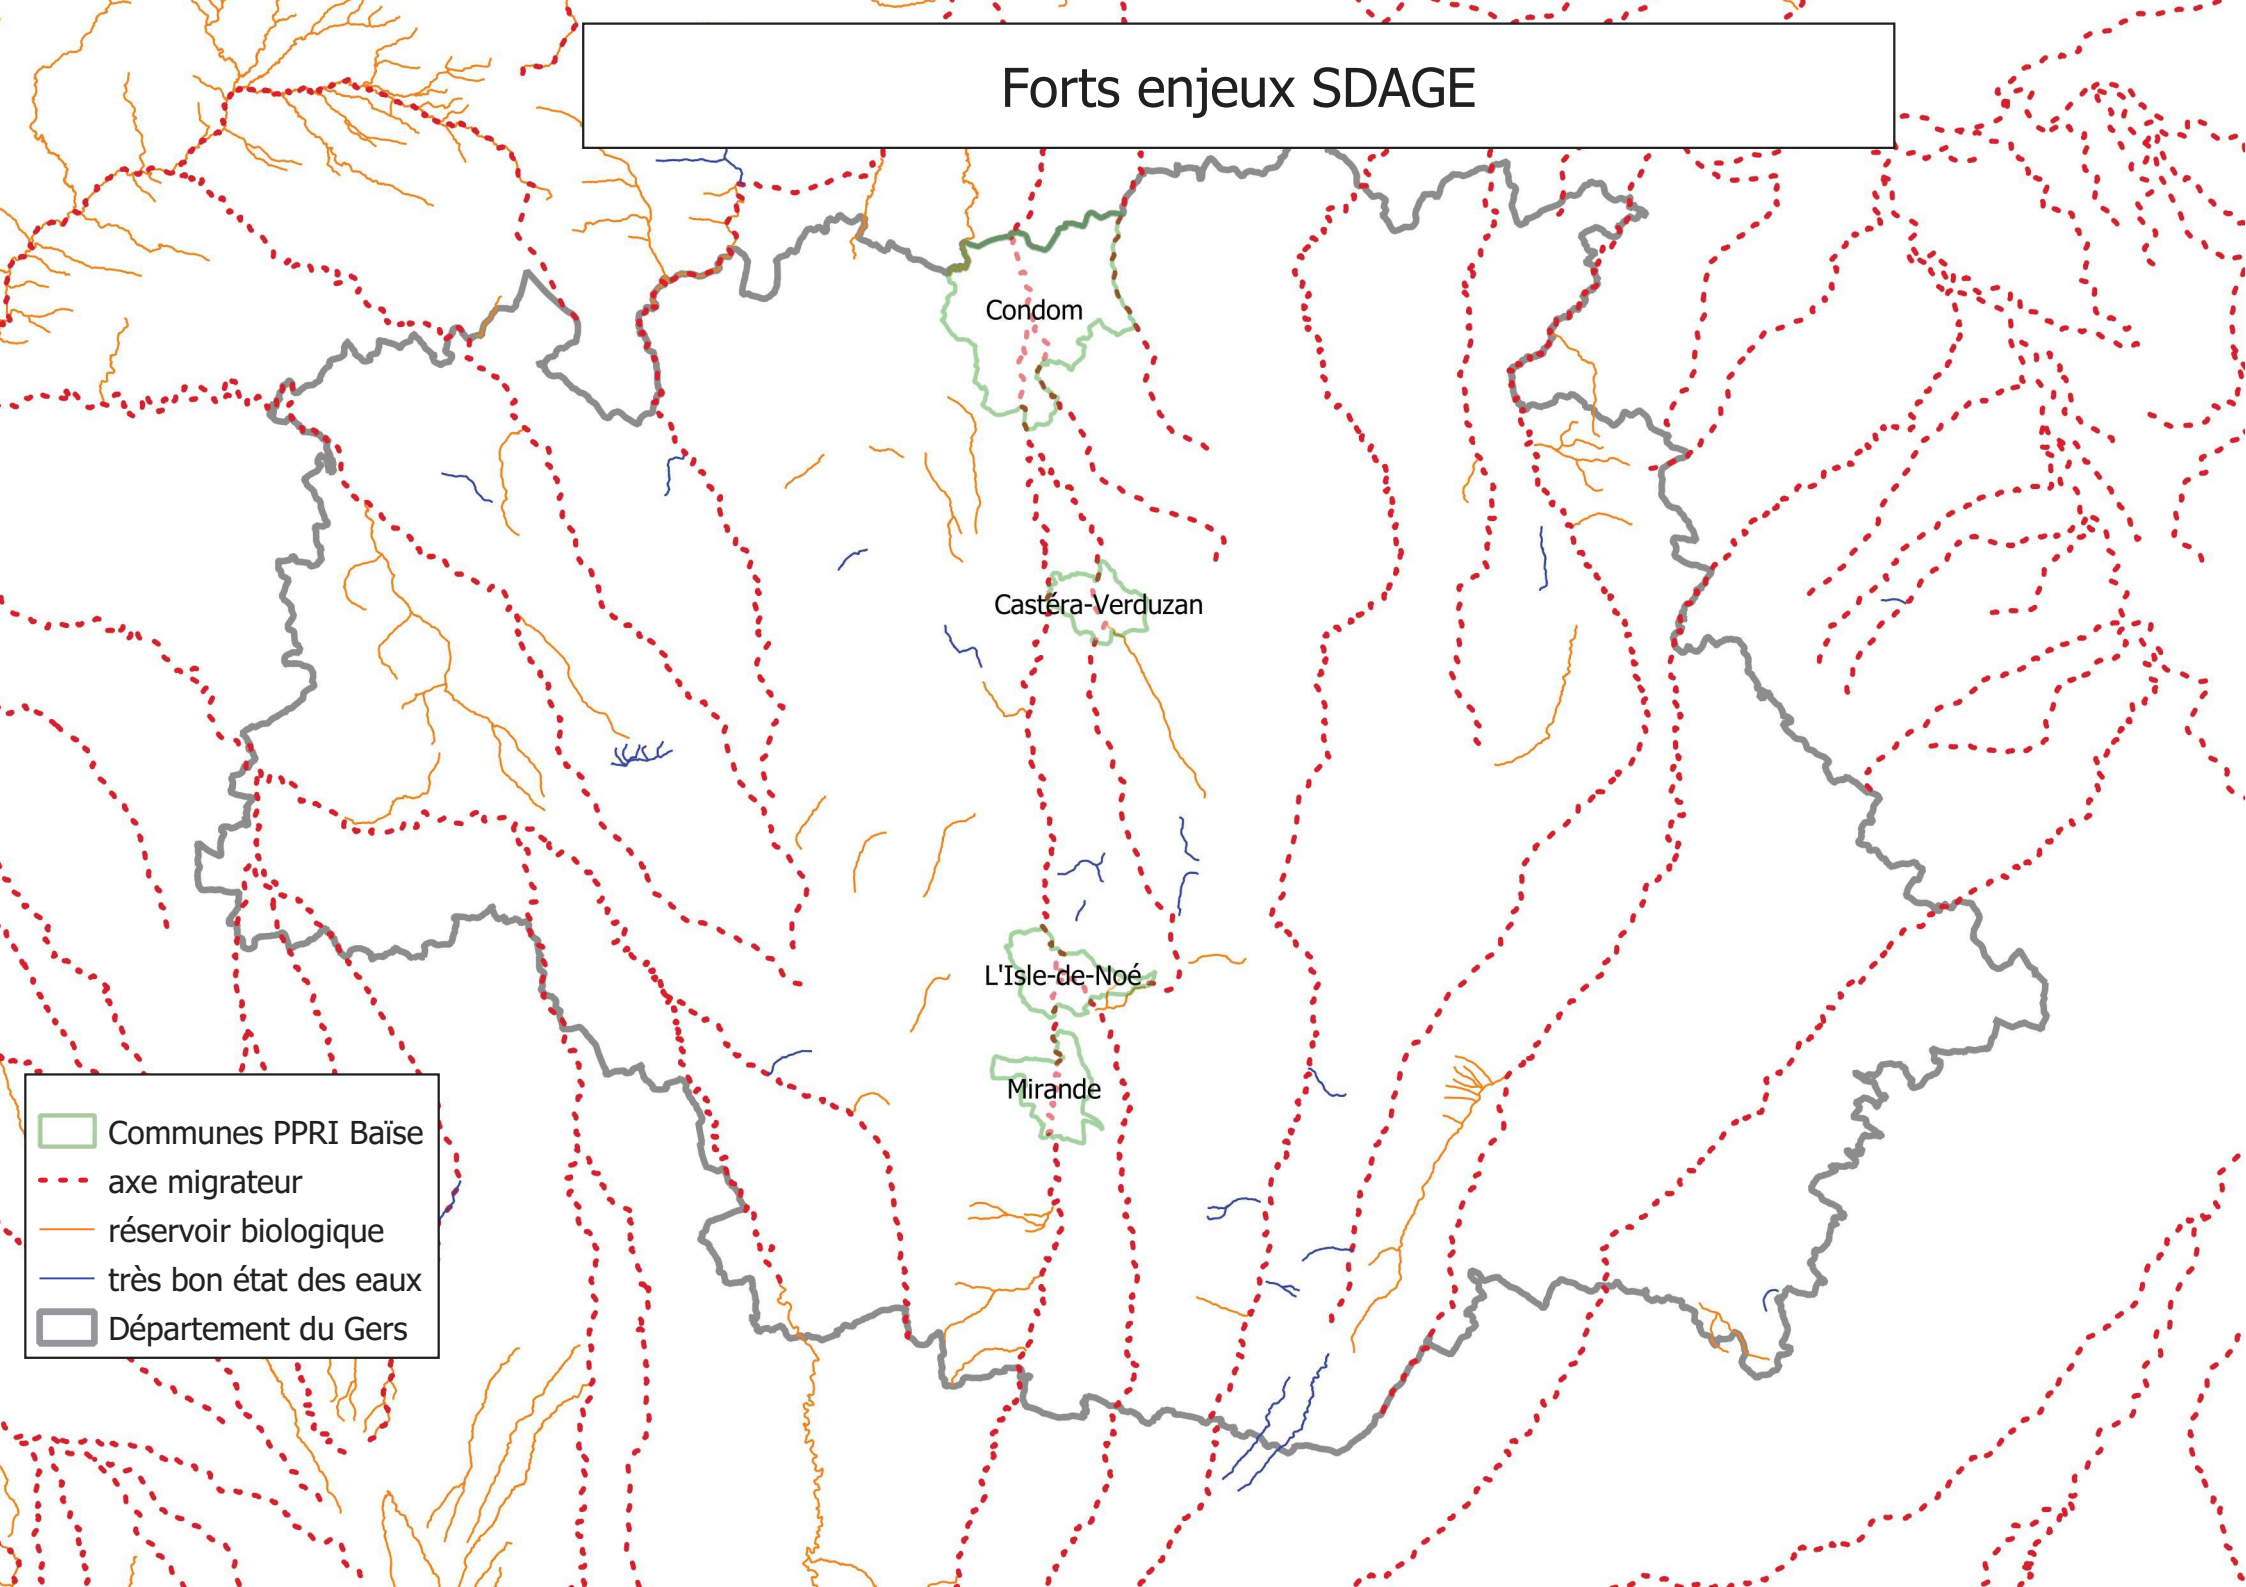 Forts enjeux SDAGE
Condom
Castéra-Verduzan
L'Isle-de-Noé
Mirande
Communes PPRI Baïse
axe migrateur
réservoir biologique
très bon état des eaux
Département du Gers